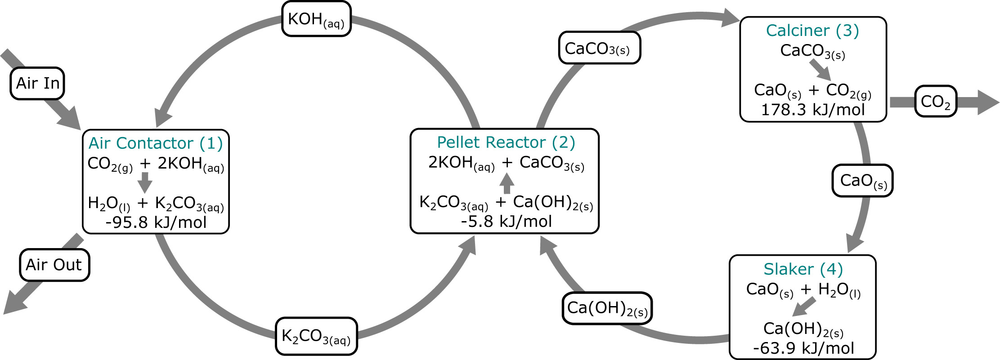 KOH(aq)
Air In
Air Contactor (1)
CO₂(g) + 2KOH(aq)
H₂O(l) + K₂CO₃(aq)
-95.8 kJ/mol
Air Out
K₂CO₃(aq)
Pellet Reactor (2)
2KOH(aq) + CaCO₃(s)
K₂CO₃(aq) + Ca(OH)₂(s)
-5.8 kJ/mol
CaCO₃(s)
Calciner (3)
CaCO₃(s)
CaO(s) + CO₂(g)
178.3 kJ/mol
CO₂
CaO(s)
Slaker (4)
CaO(s) + H₂O(l)
Ca(OH)₂(s)
-63.9 kJ/mol
Ca(OH)₂(s)